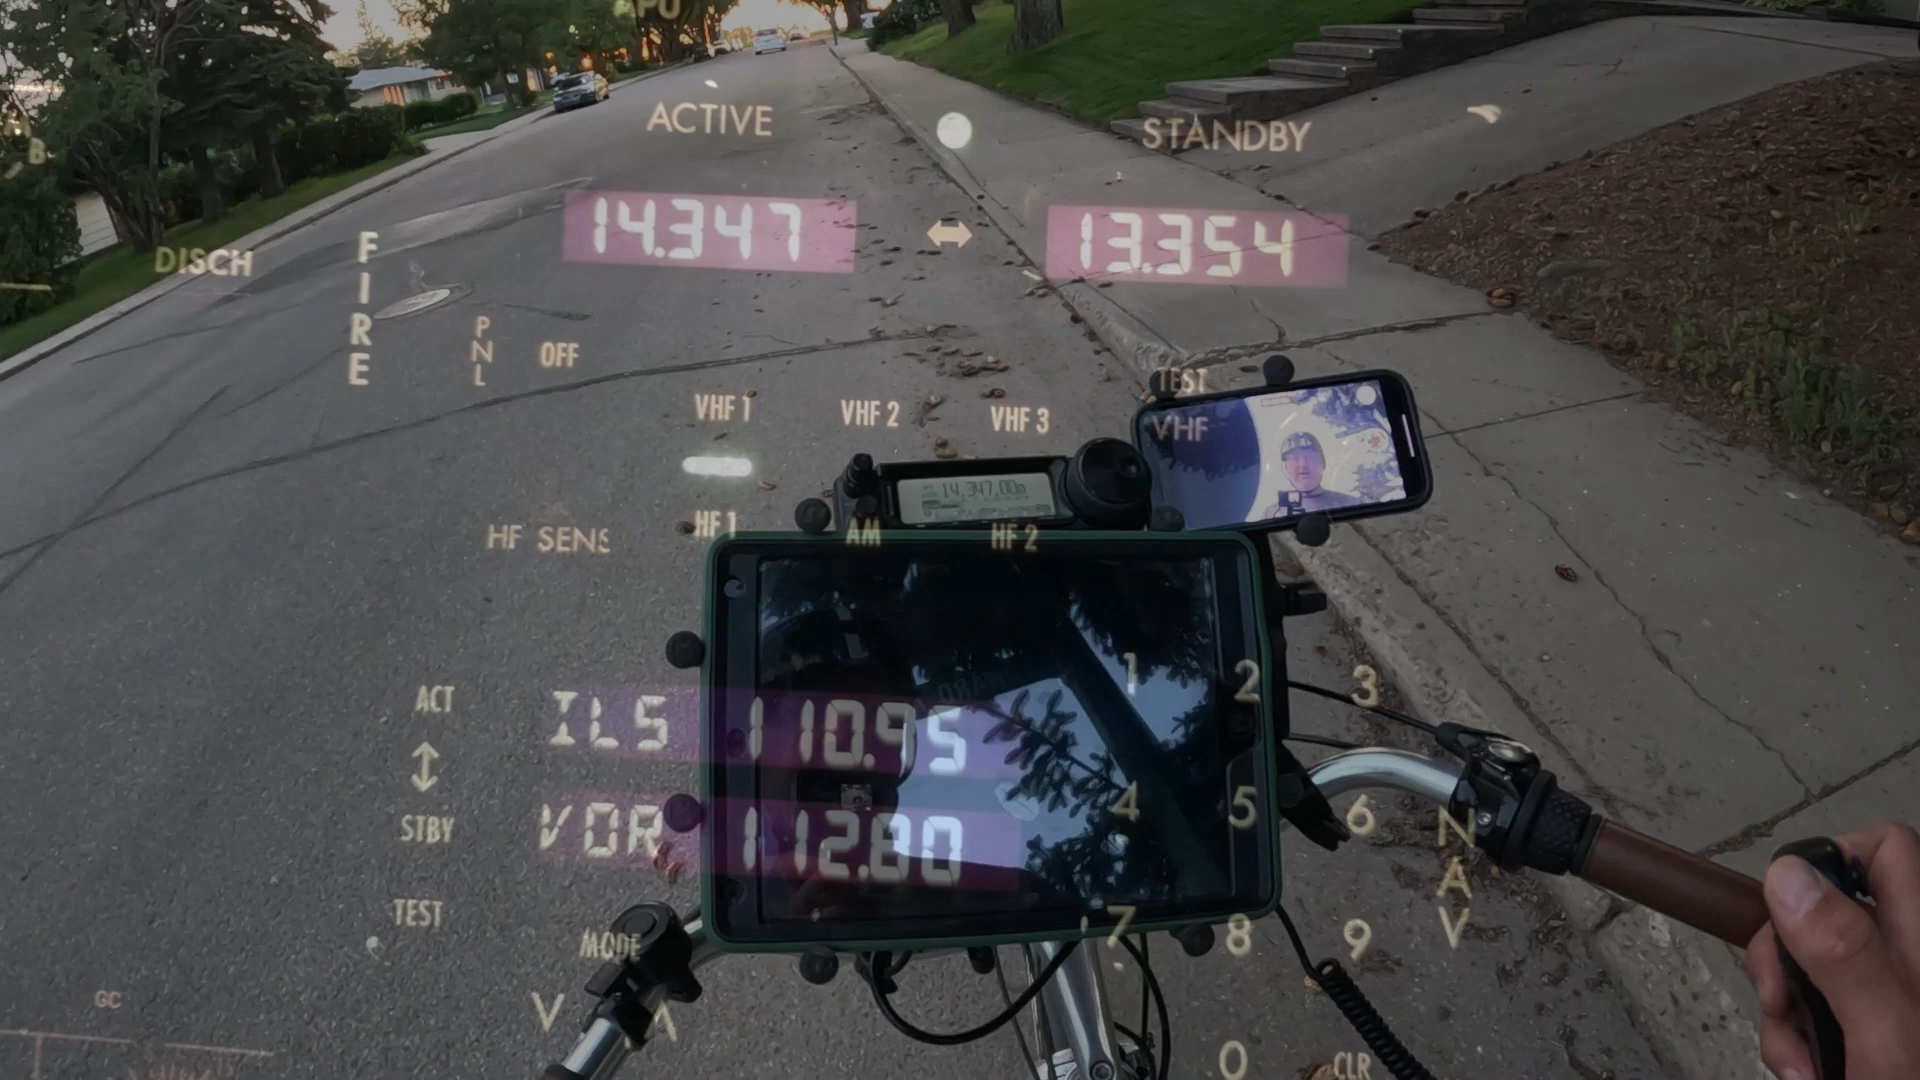 APU
ACTIVE
STANDBY
B
14.347
13.354
DISCH
FIRE
PNL
OFF
TEST
VHF 1
VHF 2
VHF 3
VHF
14,347.00
HF SENS
HF 1
AM
HF 2
1
2
3
ACT
ILS
110.95
STBY
VOR
112.80
4
5
6
NAV
TEST
MODE
7
8
9
GC
0
CLR